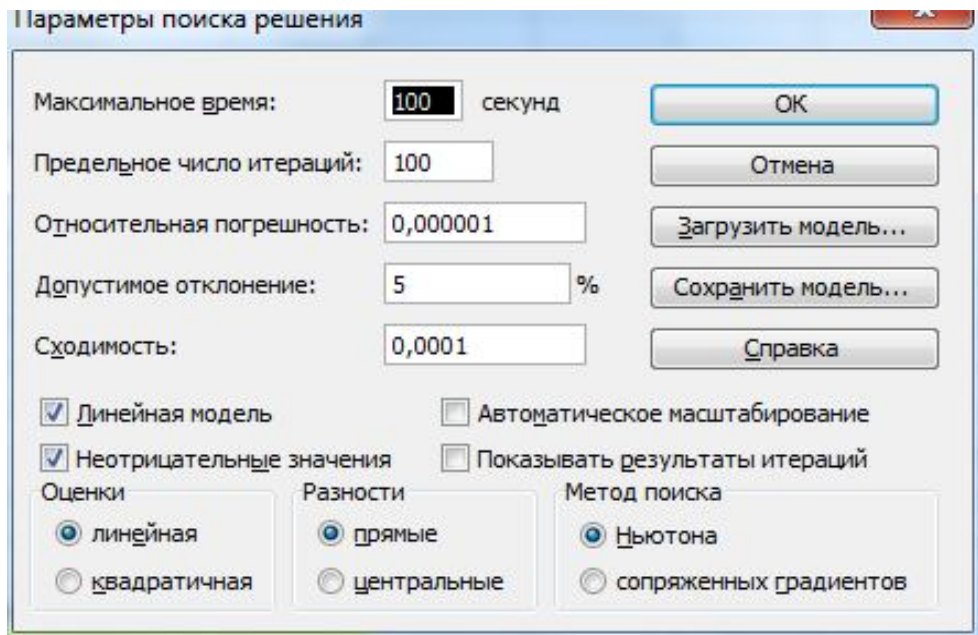 Параметры поиска решения
Максимальное время: 100 секунд
ОК
Предельное число итераций: 100
Отмена
Относительная погрешность: 0,000001
Загрузить модель...
Допустимое отклонение: 5 %
Сохранить модель...
Сходимость: 0,0001
Справка
Линейная модель
Автоматическое масштабирование
Неотрицательные значения
Показывать результаты итераций
Оценки
Разности
Метод поиска
линейная
прямые
Ньютона
квадратичная
центральные
сопряженных градиентов